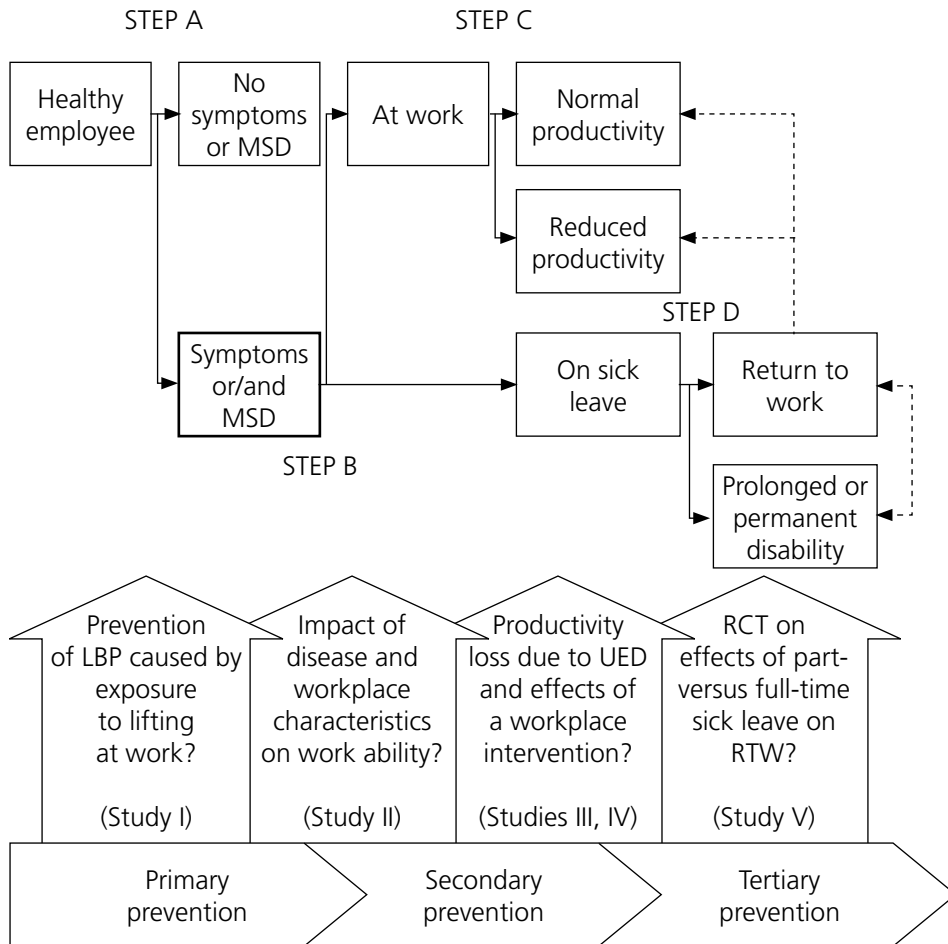 STEP A
STEP C
Healthy
employee
No
symptoms
or MSD
At work
Normal
productivity
Reduced
productivity
STEP D
Symptoms
or/and
MSD
On sick
leave
Return to
work
STEP B
Prolonged or
permanent
disability
Prevention
of LBP caused by
exposure
to lifting
at work?
(Study I)
Impact of
disease and
workplace
characteristics
on work ability?
(Study II)
Productivity
loss due to UED
and effects of
a workplace
intervention?
(Studies III, IV)
RCT on
effects of part-
versus full-time
sick leave on
RTW?
(Study V)
Primary
prevention
Secondary
prevention
Tertiary
prevention